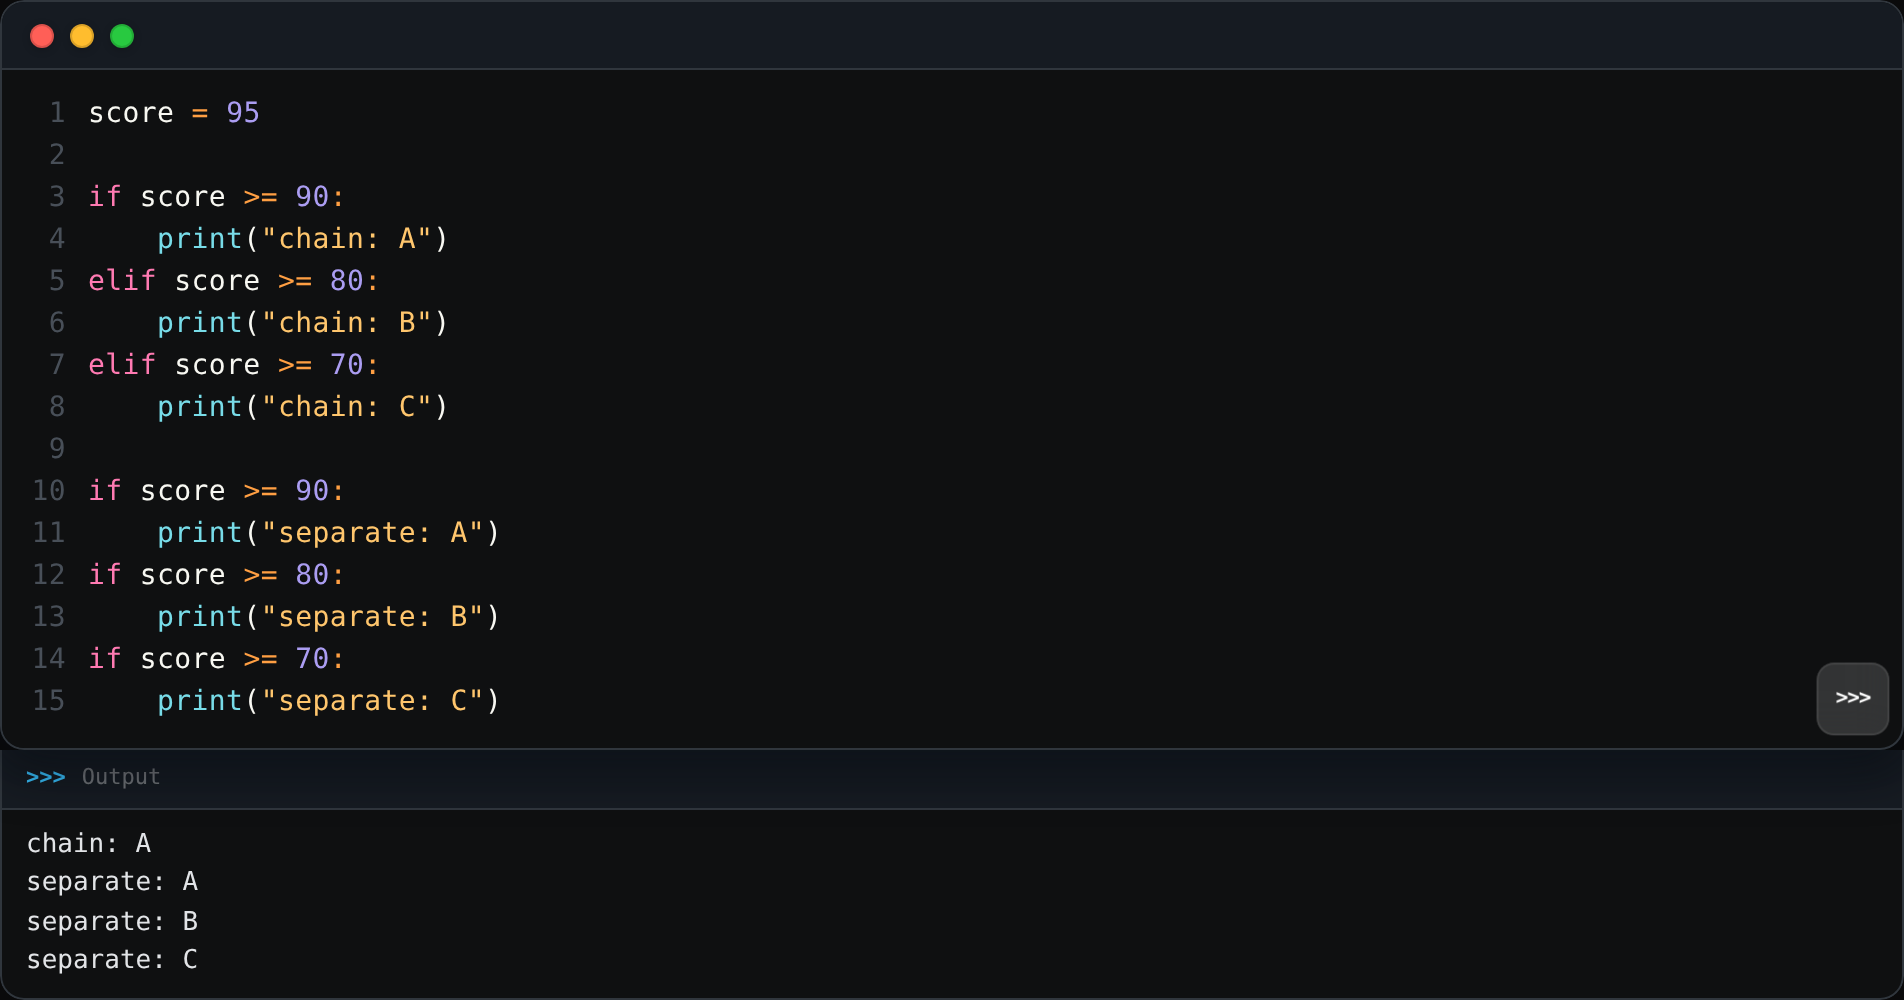 1 score = 95
2
3 if score >= 90:
4     print("chain: A")
5 elif score >= 80:
6     print("chain: B")
7 elif score >= 70:
8     print("chain: C")
9
10 if score >= 90:
11     print("separate: A")
12 if score >= 80:
13     print("separate: B")
14 if score >= 70:
15     print("separate: C")
>>>
>>> Output
chain: A
separate: A
separate: B
separate: C